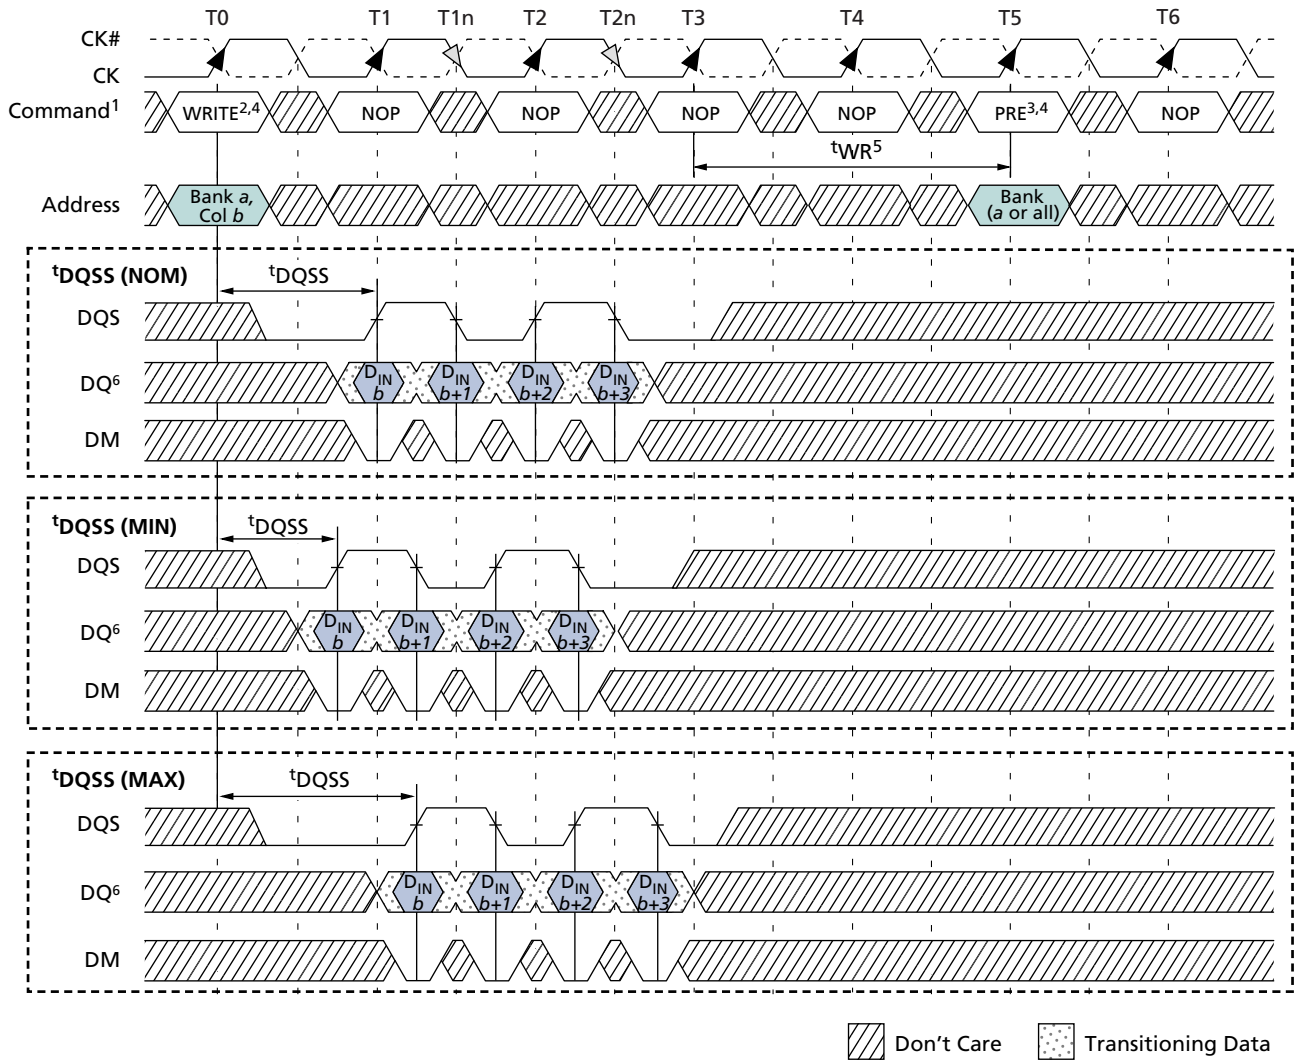 T0 T1 T1n T2 T2n T3 T4 T5 T6
CK#
CK
Command1 WRITE2,4 NOP NOP NOP NOP PRE3,4 NOP
tWR5
Address Bank a, Col b Bank (a or all)
tDQSS (NOM) tDQSS
DQS
DQ6 DIN b DIN b+1 DIN b+2 DIN b+3
DM
tDQSS (MIN) tDQSS
DQS
DQ6 DIN b DIN b+1 DIN b+2 DIN b+3
DM
tDQSS (MAX) tDQSS
DQS
DQ6 DIN b DIN b+1 DIN b+2 DIN b+3
DM
Don't Care Transitioning Data